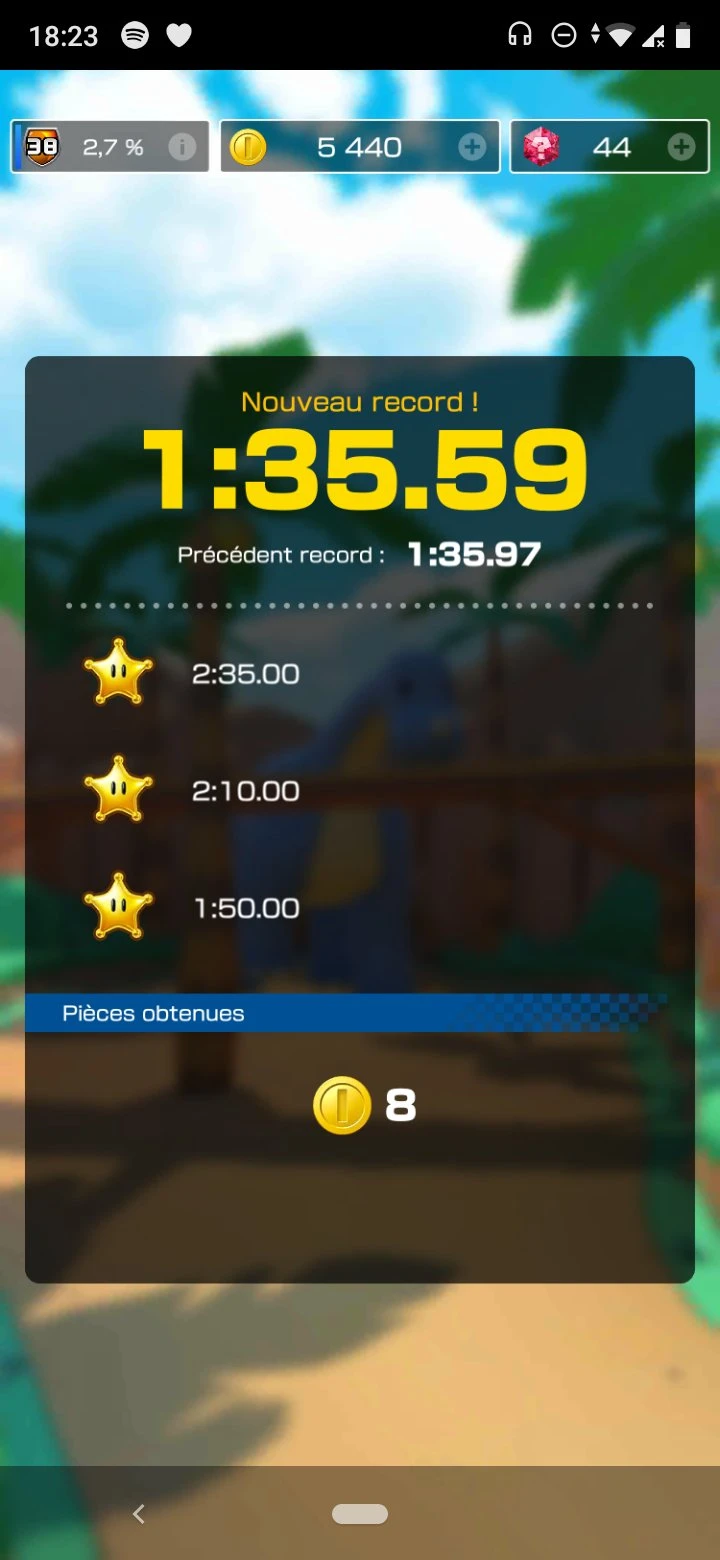 18:23
38 2,7 % i 5 440 44
Nouveau record !
1:35.59
Précédent record : 1:35.97
2:35.00
2:10.00
1:50.00
Pièces obtenues
8